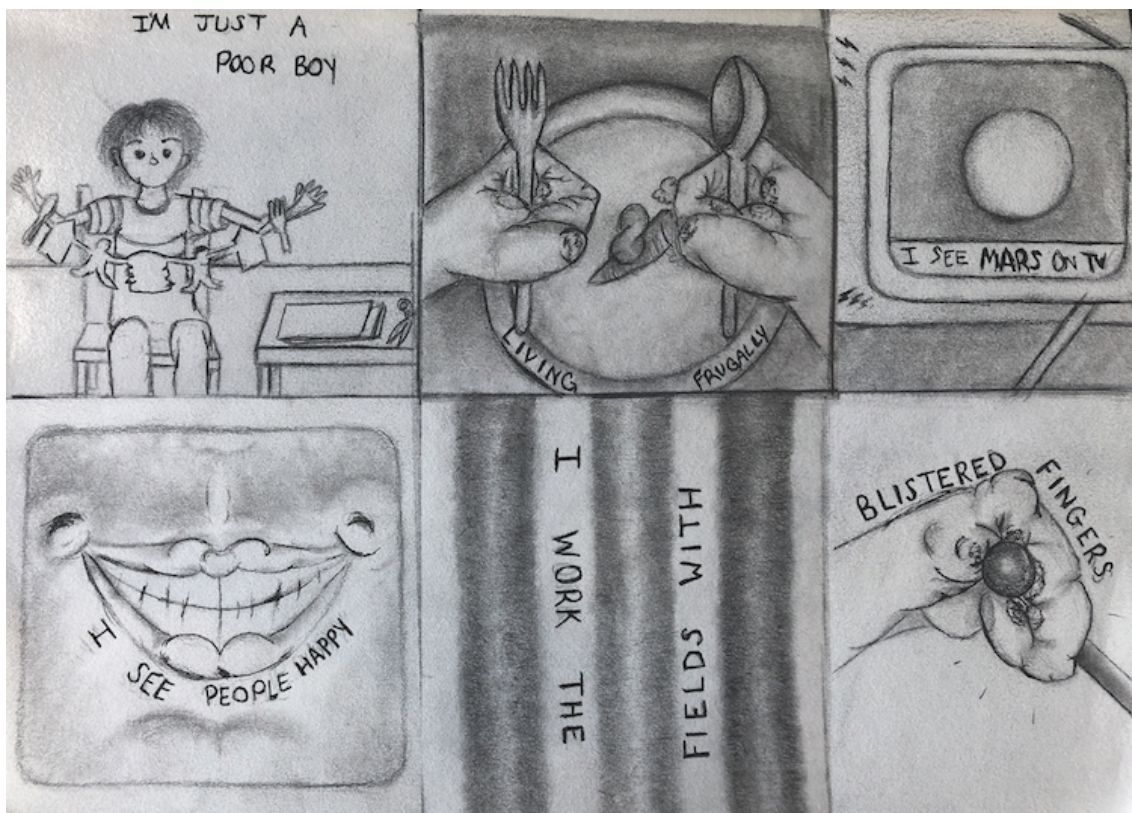 I'M JUST A
POOR BOY
LIVING FRUGALLY
I SEE MARS ON TV
I SEE PEOPLE HAPPY
I WORK THE
FIELDS WITH
BLISTERED FINGERS